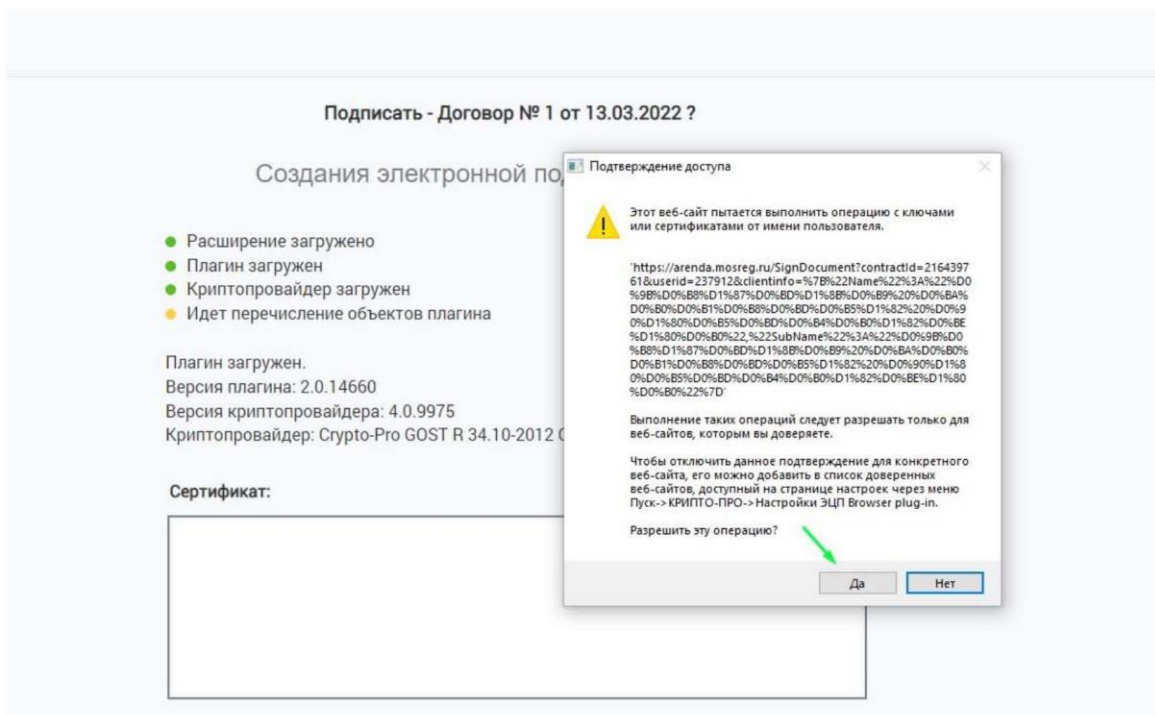 Подписать - Договор № 1 от 13.03.2022 ?
Создания электронной по
Расширение загружено
Плагин загружен
Криптопровайдер загружен
Идет перечисление объектов плагина
Плагин загружен.
Версия плагина: 2.0.14660
Версия криптопровайдера: 4.0.9975
Криптопровайдер: Crypto-Pro GOST R 34.10-2012
Сертификат:
Подтверждение доступа
Этот веб-сайт пытается выполнить операцию с ключами
или сертификатами от имени пользователя.
'https://arenda.mosreg.ru/SignDocument?contractId=2164397
61&userid=237912&clientinfo=%7B%22Name%22%3A%22%D0
%9B%D0%B8%D1%87%D0%BD%D1%8B%D0%B9%20%D0%BA%
D0%B0%D0%B1%D0%B8%D0%BD%D0%B5%D1%82%20%D0%9
0%D1%80%D0%B5%D0%BD%D0%B4%D0%B0%D1%82%D0%BE
%D1%80%D0%B0%22,%22SubName%22%3A%22%D0%9B%D0
%B8%D1%87%D0%BD%D1%8B%D0%B9%20%D0%BA%D0%B0%
D0%B1%D0%B8%D0%BD%D0%B5%D1%82%20%D0%90%D1%8
0%D0%B5%D0%BD%D0%B4%D0%B0%D1%82%D0%BE%D1%80
%D0%B0%22%7D'
Выполнение таких операций следует разрешать только для
веб-сайтов, которым вы доверяете.
Чтобы отключить данное подтверждение для конкретного
веб-сайта, его можно добавить в список доверенных
веб-сайтов, доступный на странице настроек через меню
Пуск->КРИПТО-ПРО->Настройки ЭЦП Browser plug-in.
Разрешить эту операцию?
Да
Нет